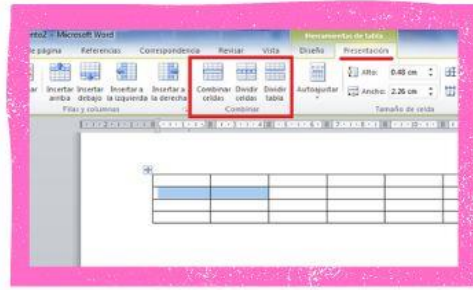 ento2 - Microsoft Word
Herramientas de tabla
de página Referencias Correspondencia Revisar Vista Diseño Presentación
Insertar arriba
Insertar debajo
Insertar a la izquierda
Insertar a la derecha
Combinar celdas
Dividir celdas
Dividir tabla
Autoajustar
Alto: 0.48 cm
Ancho: 2.26 cm
Filas y columnas
Combinar
Tamaño de celda